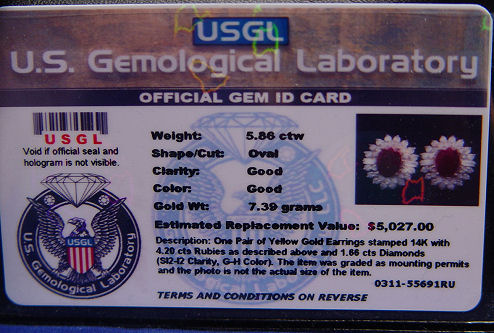 USGL
U.S. Gemological Laboratory
OFFICIAL GEM ID CARD
USGL
Void if official seal and
hologram is not visible.
Weight: 5.86 ctw
Shape/Cut: Oval
Clarity: Good
Color: Good
Gold Wt: 7.39 grams
Estimated Replacement Value: $5,027.00
Description: One Pair of Yellow Gold Earrings stamped 14K with
4.20 cts Rubies as described above and 1.66 cts Diamonds
(SI2-I2 Clarity, G-H Color). The item was graded as mounting permits
and the photo is not the actual size of the item.
0311-55691RU
TERMS AND CONDITIONS ON REVERSE
USGL
U.S. Gemological Laboratory